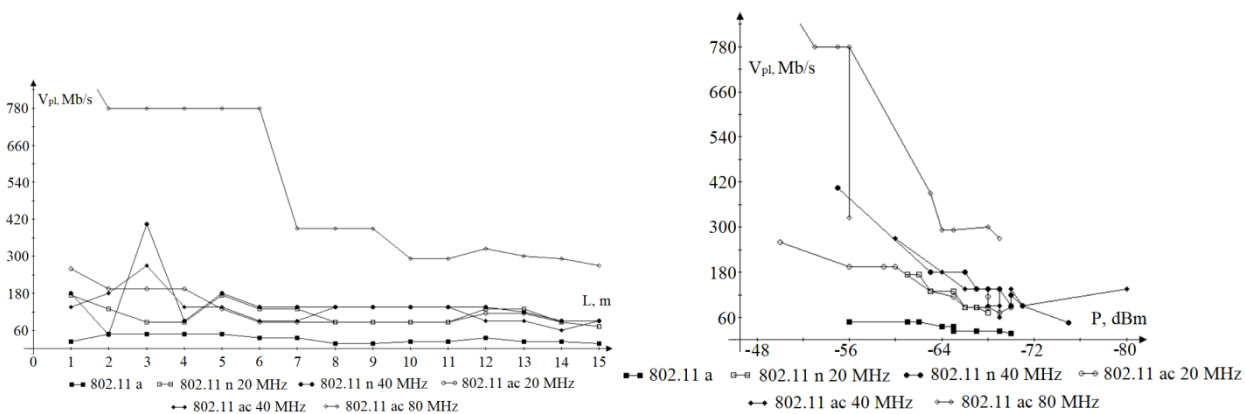 Vpl, Mb/s
780
660
540
420
300
180
60
L, m
0 1 2 3 4 5 6 7 8 9 10 11 12 13 14 15
802.11 a 802.11 n 20 MHz 802.11 n 40 MHz 802.11 ac 20 MHz
802.11 ac 40 MHz 802.11 ac 80 MHz
Vpl, Mb/s
780
660
540
420
300
180
60
P, dBm
-48 -56 -64 -72 -80
802.11 a 802.11 n 20 MHz 802.11 n 40 MHz 802.11 ac 20 MHz
802.11 ac 40 MHz 802.11 ac 80 MHz